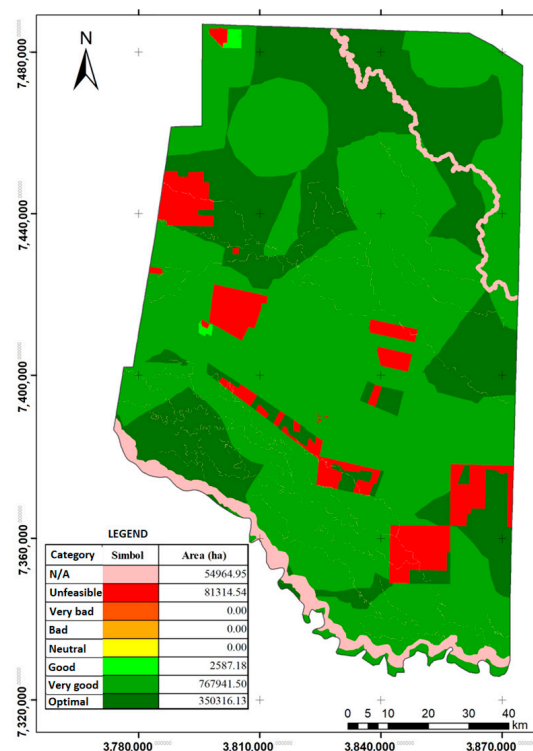 N
7.480,000
7.440,000
7.400,000
7.360,000
7.320,000
LEGEND
Category Simbol Area (ha)
N/A 54964.95
Unfeasible 81314.54
Very bad 0.00
Bad 0.00
Neutral 0.00
Good 2587.18
Very good 767941.50
Optimal 350316.13
0 5 10 20 30 40
km
3.780.000 3.810.000 3.840.000 3.870.000